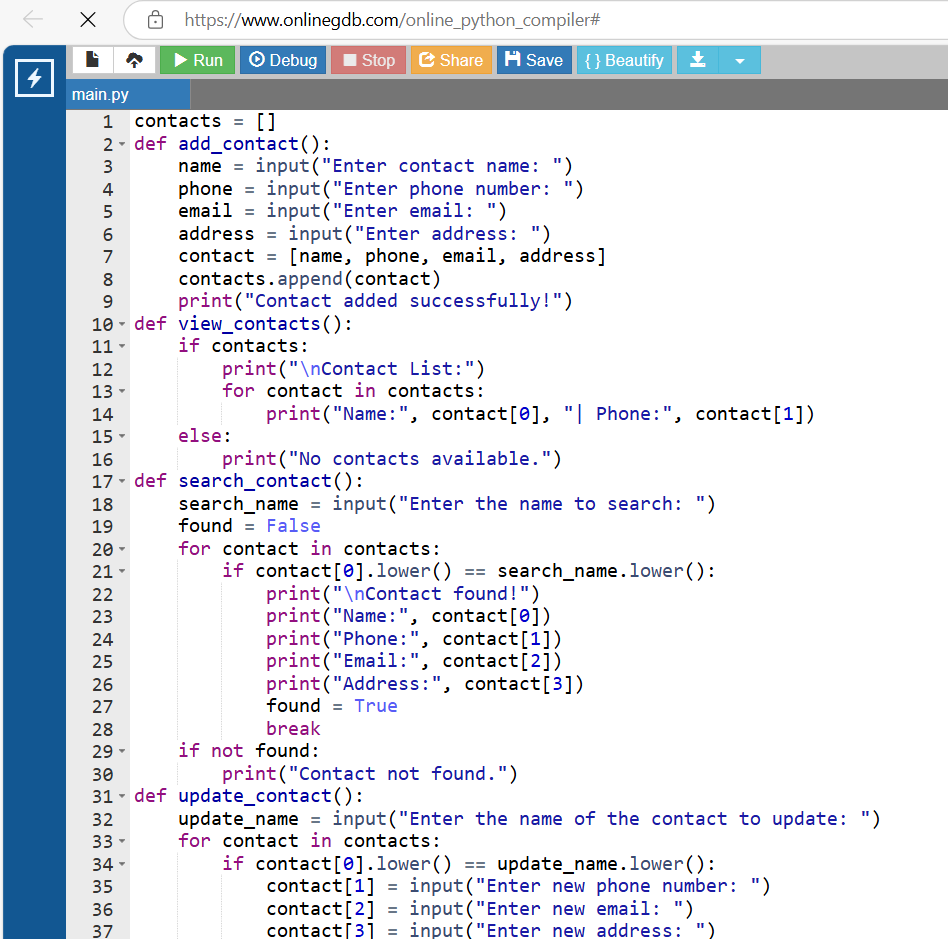 https://www.onlinegdb.com/online_python_compiler#
Run Debug Stop Share Save { } Beautify
main.py
1 contacts = []
2 def add_contact():
3     name = input("Enter contact name: ")
4     phone = input("Enter phone number: ")
5     email = input("Enter email: ")
6     address = input("Enter address: ")
7     contact = [name, phone, email, address]
8     contacts.append(contact)
9     print("Contact added successfully!")
10 def view_contacts():
11     if contacts:
12         print("\nContact List:")
13         for contact in contacts:
14             print("Name:", contact[0], "| Phone:", contact[1])
15     else:
16         print("No contacts available.")
17 def search_contact():
18     search_name = input("Enter the name to search: ")
19     found = False
20     for contact in contacts:
21         if contact[0].lower() == search_name.lower():
22             print("\nContact found!")
23             print("Name:", contact[0])
24             print("Phone:", contact[1])
25             print("Email:", contact[2])
26             print("Address:", contact[3])
27             found = True
28             break
29     if not found:
30         print("Contact not found.")
31 def update_contact():
32     update_name = input("Enter the name of the contact to update: ")
33     for contact in contacts:
34         if contact[0].lower() == update_name.lower():
35             contact[1] = input("Enter new phone number: ")
36             contact[2] = input("Enter new email: ")
37             contact[3] = input("Enter new address: ")